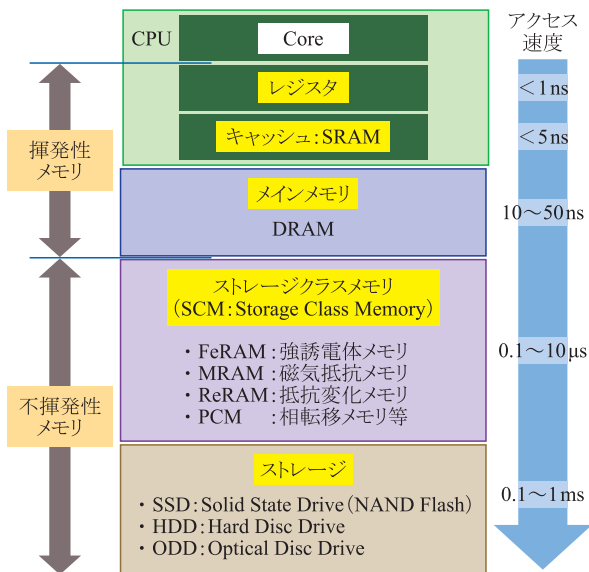 CPU
Core
アクセス
速度
レジスタ
<1ns
キャッシュ:SRAM
<5ns
揮発性
メモリ
メインメモリ
DRAM
10～50ns
ストレージクラスメモリ
(SCM:Storage Class Memory)
・FeRAM:強誘電体メモリ
・MRAM:磁気抵抗メモリ
・ReRAM:抵抗変化メモリ
・PCM :相転移メモリ等
0.1～10μs
不揮発性
メモリ
ストレージ
・SSD:Solid State Drive(NAND Flash)
・HDD:Hard Disc Drive
・ODD:Optical Disc Drive
0.1～1ms